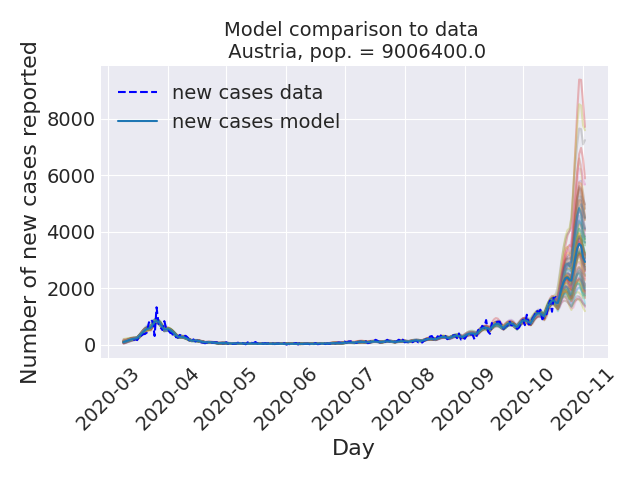 Model comparison to data
Austria, pop. = 9006400.0
Number of new cases reported
8000
6000
4000
2000
0
new cases data
new cases model
2020-03
2020-04
2020-05
2020-06
2020-07
2020-08
2020-09
2020-10
2020-11
Day